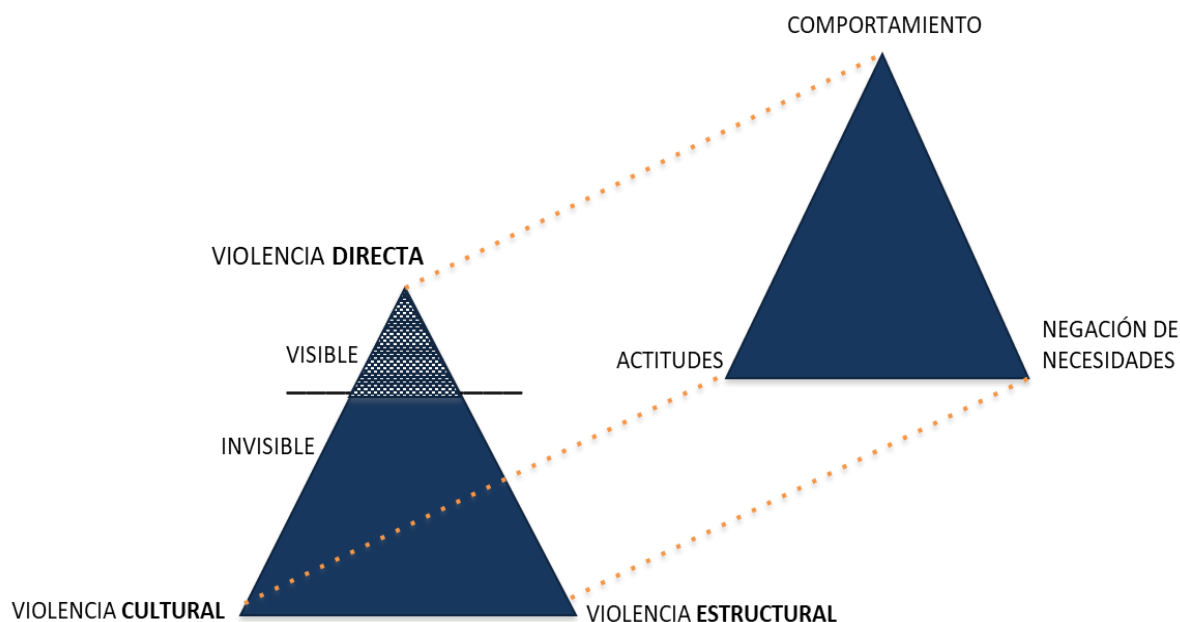 COMPORTAMIENTO
VIOLENCIA DIRECTA
VISIBLE
INVISIBLE
ACTITUDES
NEGACIÓN DE
NECESIDADES
VIOLENCIA CULTURAL
VIOLENCIA ESTRUCTURAL